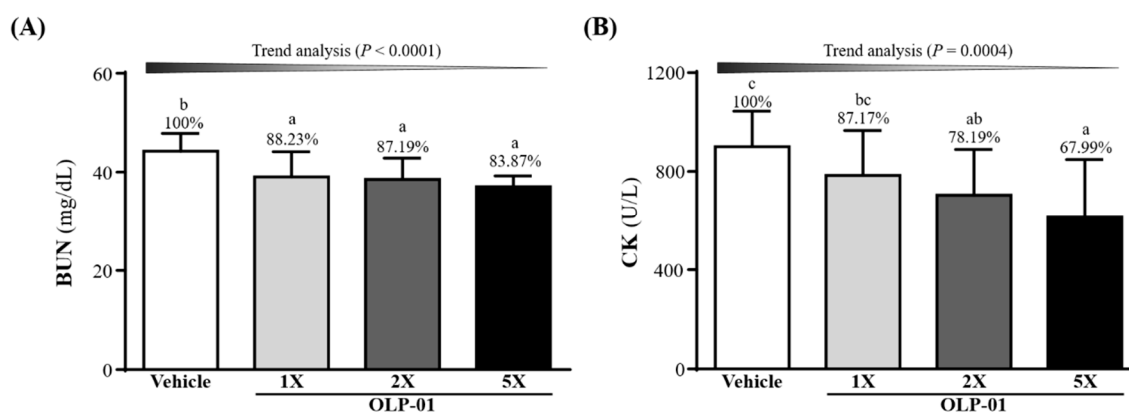 (A)
Trend analysis (P < 0.0001)
BUN (mg/dL)
60
40
20
0
b
100%
a
88.23%
a
87.19%
a
83.87%
Vehicle 1X 2X 5X
OLP-01
(B)
Trend analysis (P = 0.0004)
CK (U/L)
1200
800
400
0
c
100%
bc
87.17%
ab
78.19%
a
67.99%
Vehicle 1X 2X 5X
OLP-01